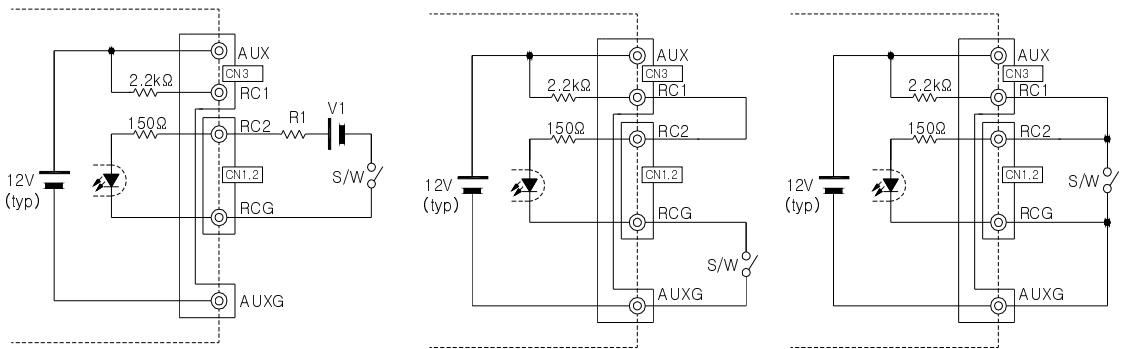 AUX
CN3
2.2kΩ
RC1
R1
V1
150Ω
RC2
CN1,2
S/W
12V
(typ)
RCG
AUXG
AUX
CN3
2.2kΩ
RC1
150Ω
RC2
CN1,2
12V
(typ)
RCG
S/W
AUXG
AUX
CN3
2.2kΩ
RC1
150Ω
RC2
CN1,2
S/W
12V
(typ)
RCG
AUXG